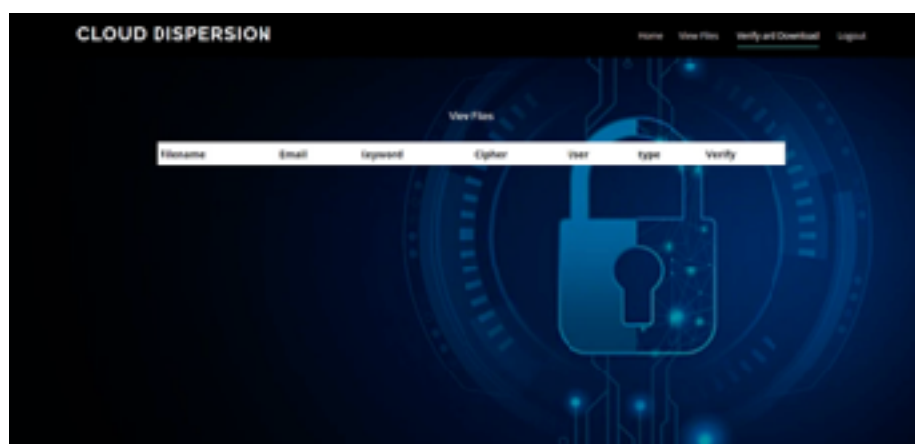 CLOUD DISPERSION
Home View Files Verify and Download Logout
View Files
Filename Email Keyword Cipher User type Verify